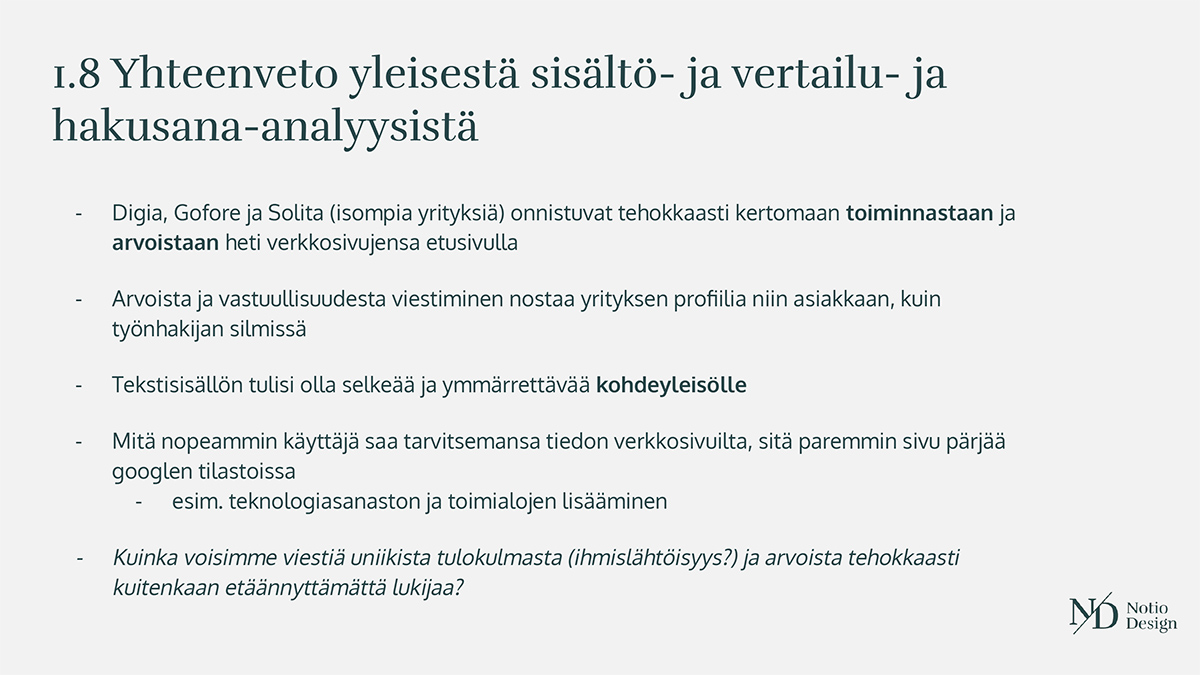 1.8 Yhteenveto yleisestä sisältö- ja vertailu- ja
hakusana-analyysistä
- Digia, Gofore ja Solita (isompia yrityksiä) onnistuvat tehokkaasti kertomaan toiminnastaan ja
arvoistaan heti verkkosivujensa etusivulla
- Arvoista ja vastuullisuudesta viestiminen nostaa yrityksen profiilia niin asiakkaan, kuin
työnhakijan silmissä
- Tekstisisällön tulisi olla selkeää ja ymmärrettävää kohdeyleisölle
- Mitä nopeammin käyttäjä saa tarvitsemansa tiedon verkkosivuilta, sitä paremmin sivu pärjää
googlen tilastoissa
- esim. teknologiasanaston ja toimialojen lisääminen
- Kuinka voisimme viestiä uniikista tulokulmasta (ihmislähtöisyys?) ja arvoista tehokkaasti
kuitenkaan etäännyttämättä lukijaa?
N/D Notio
Design